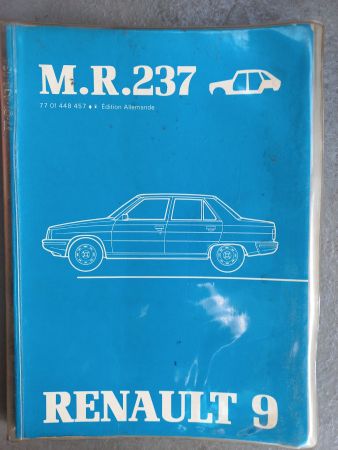 M.R.237
77 01 448 457 Édition Allemande
RENAULT 9